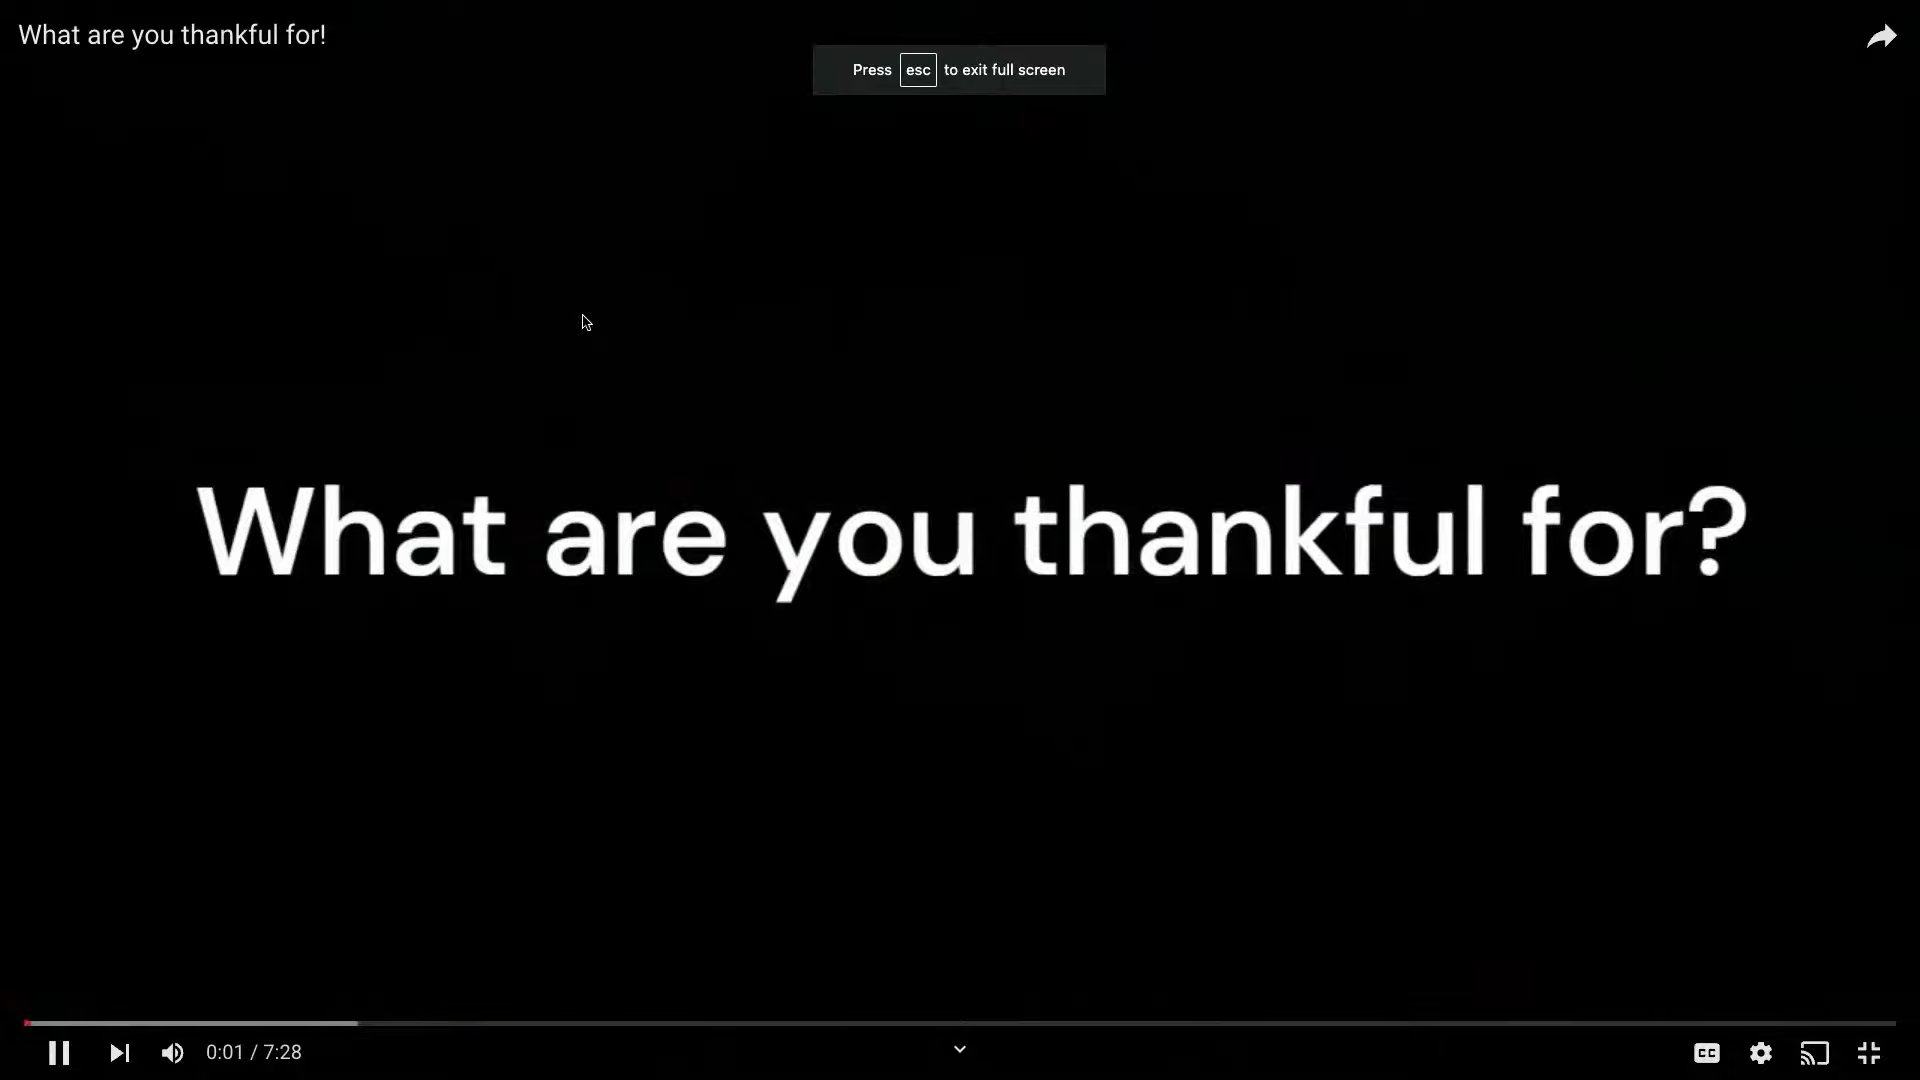 What are you thankful for!
Press esc to exit full screen
What are you thankful for?
0:01 / 7:28
CC